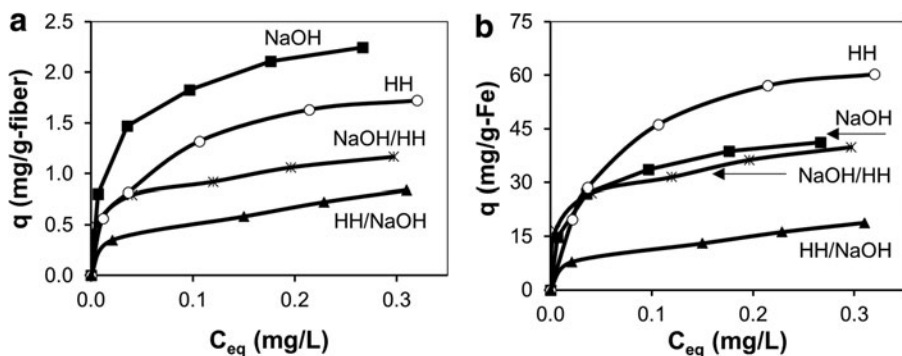 a
2.5
2.0
1.5
1.0
0.5
0.0
q (mg/g-fiber)
NaOH
HH
NaOH/HH
HH/NaOH
0.0 0.1 0.2 0.3
Ceq (mg/L)
b
75
60
45
30
15
0
q (mg/g-Fe)
HH
NaOH
NaOH/HH
HH/NaOH
0.0 0.1 0.2 0.3
Ceq (mg/L)